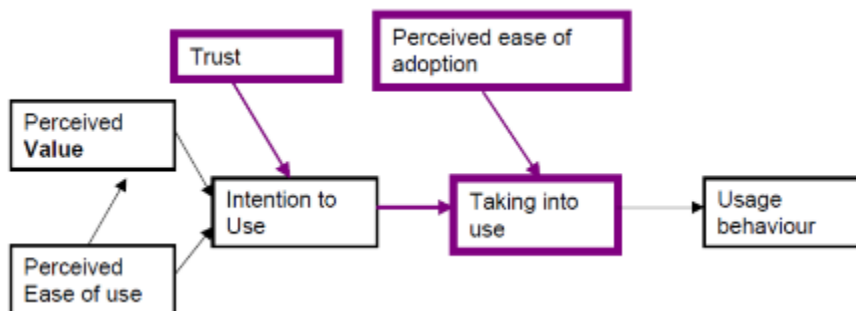 Trust
Perceived ease of
adoption
Perceived
Value
Intention to
Use
Taking into
use
Usage
behaviour
Perceived
Ease of use